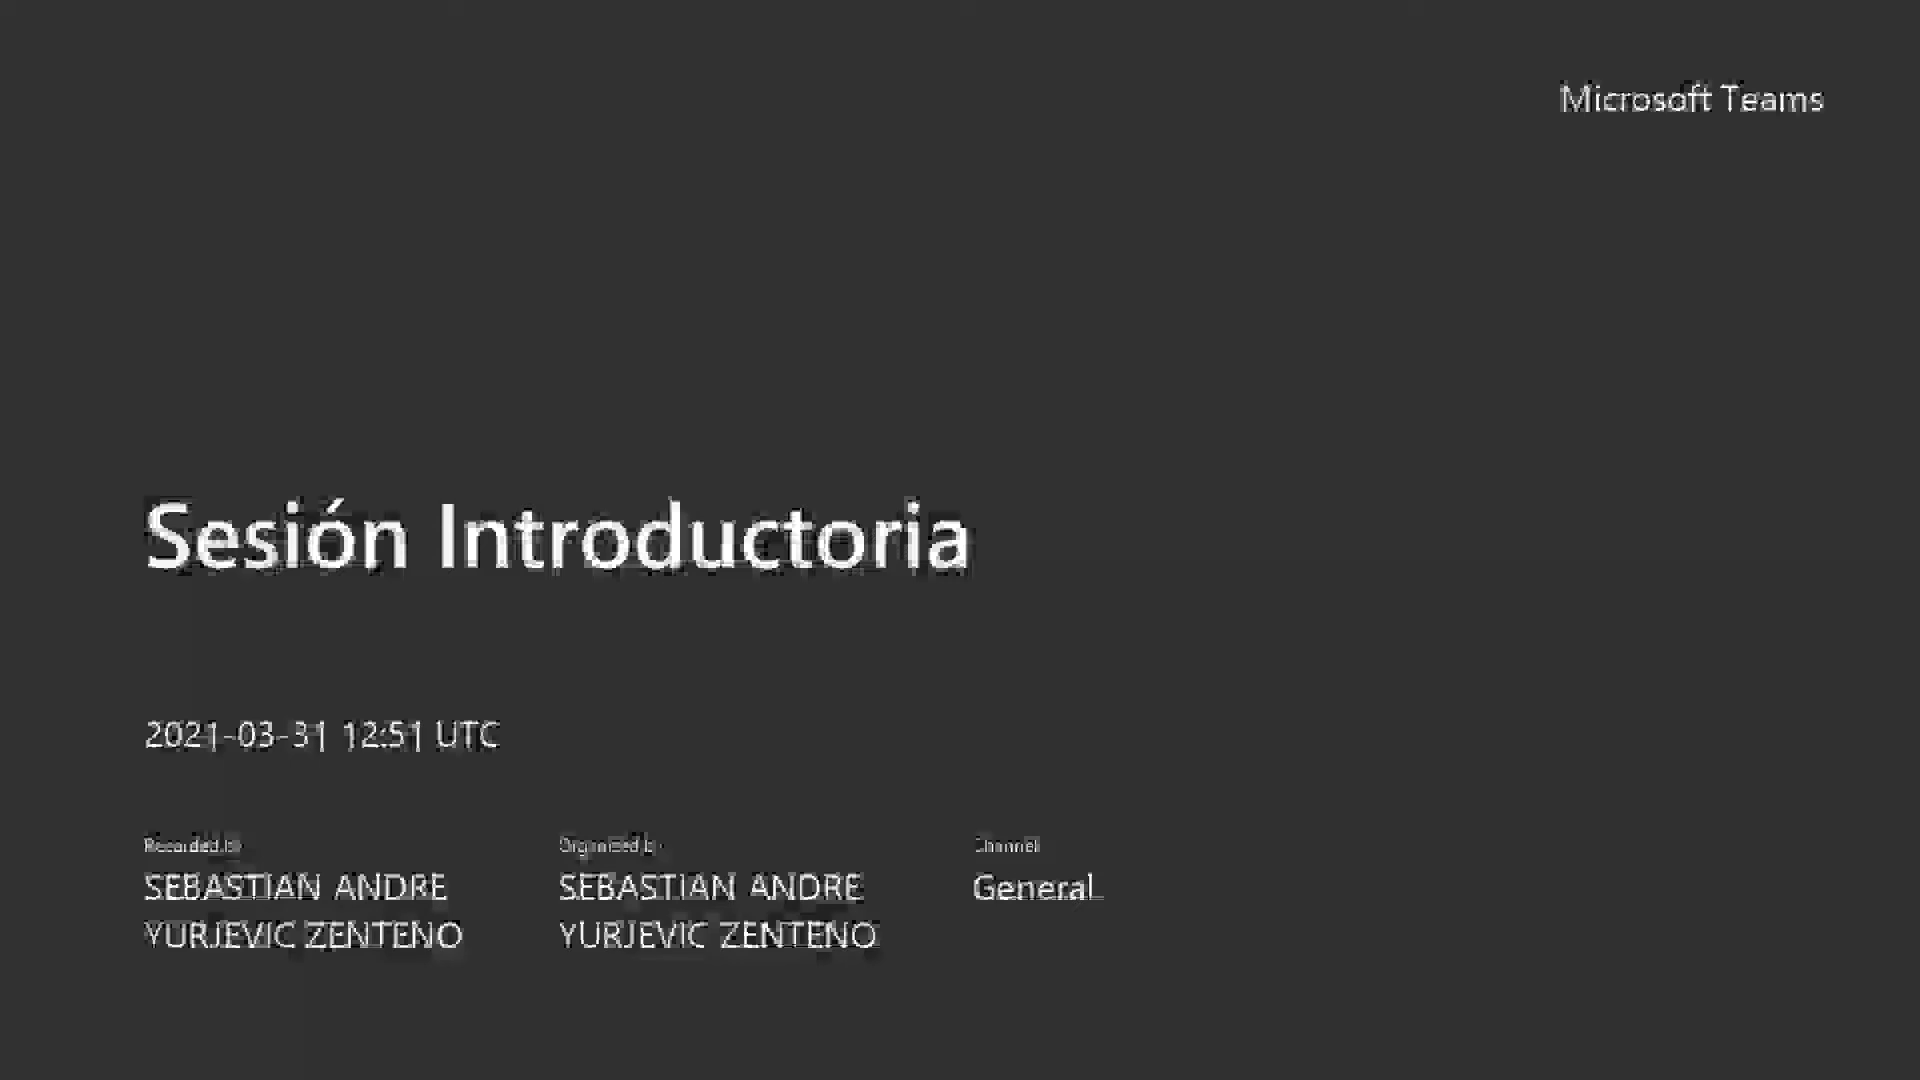 Microsoft Teams
Sesión Introductoria
2021-03-31 12:51 UTC
Recorded by
SEBASTIAN ANDRE
YURJEVIC ZENTENO
Organized by
SEBASTIAN ANDRE
YURJEVIC ZENTENO
Channel
General